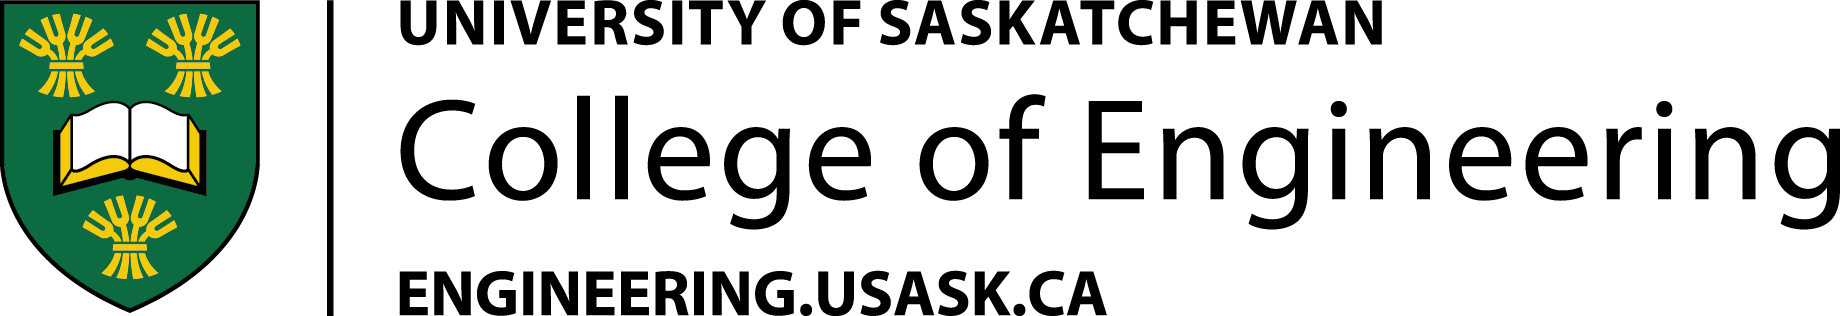 UNIVERSITY OF SASKATCHEWAN
College of Engineering
ENGINEERING.USASK.CA